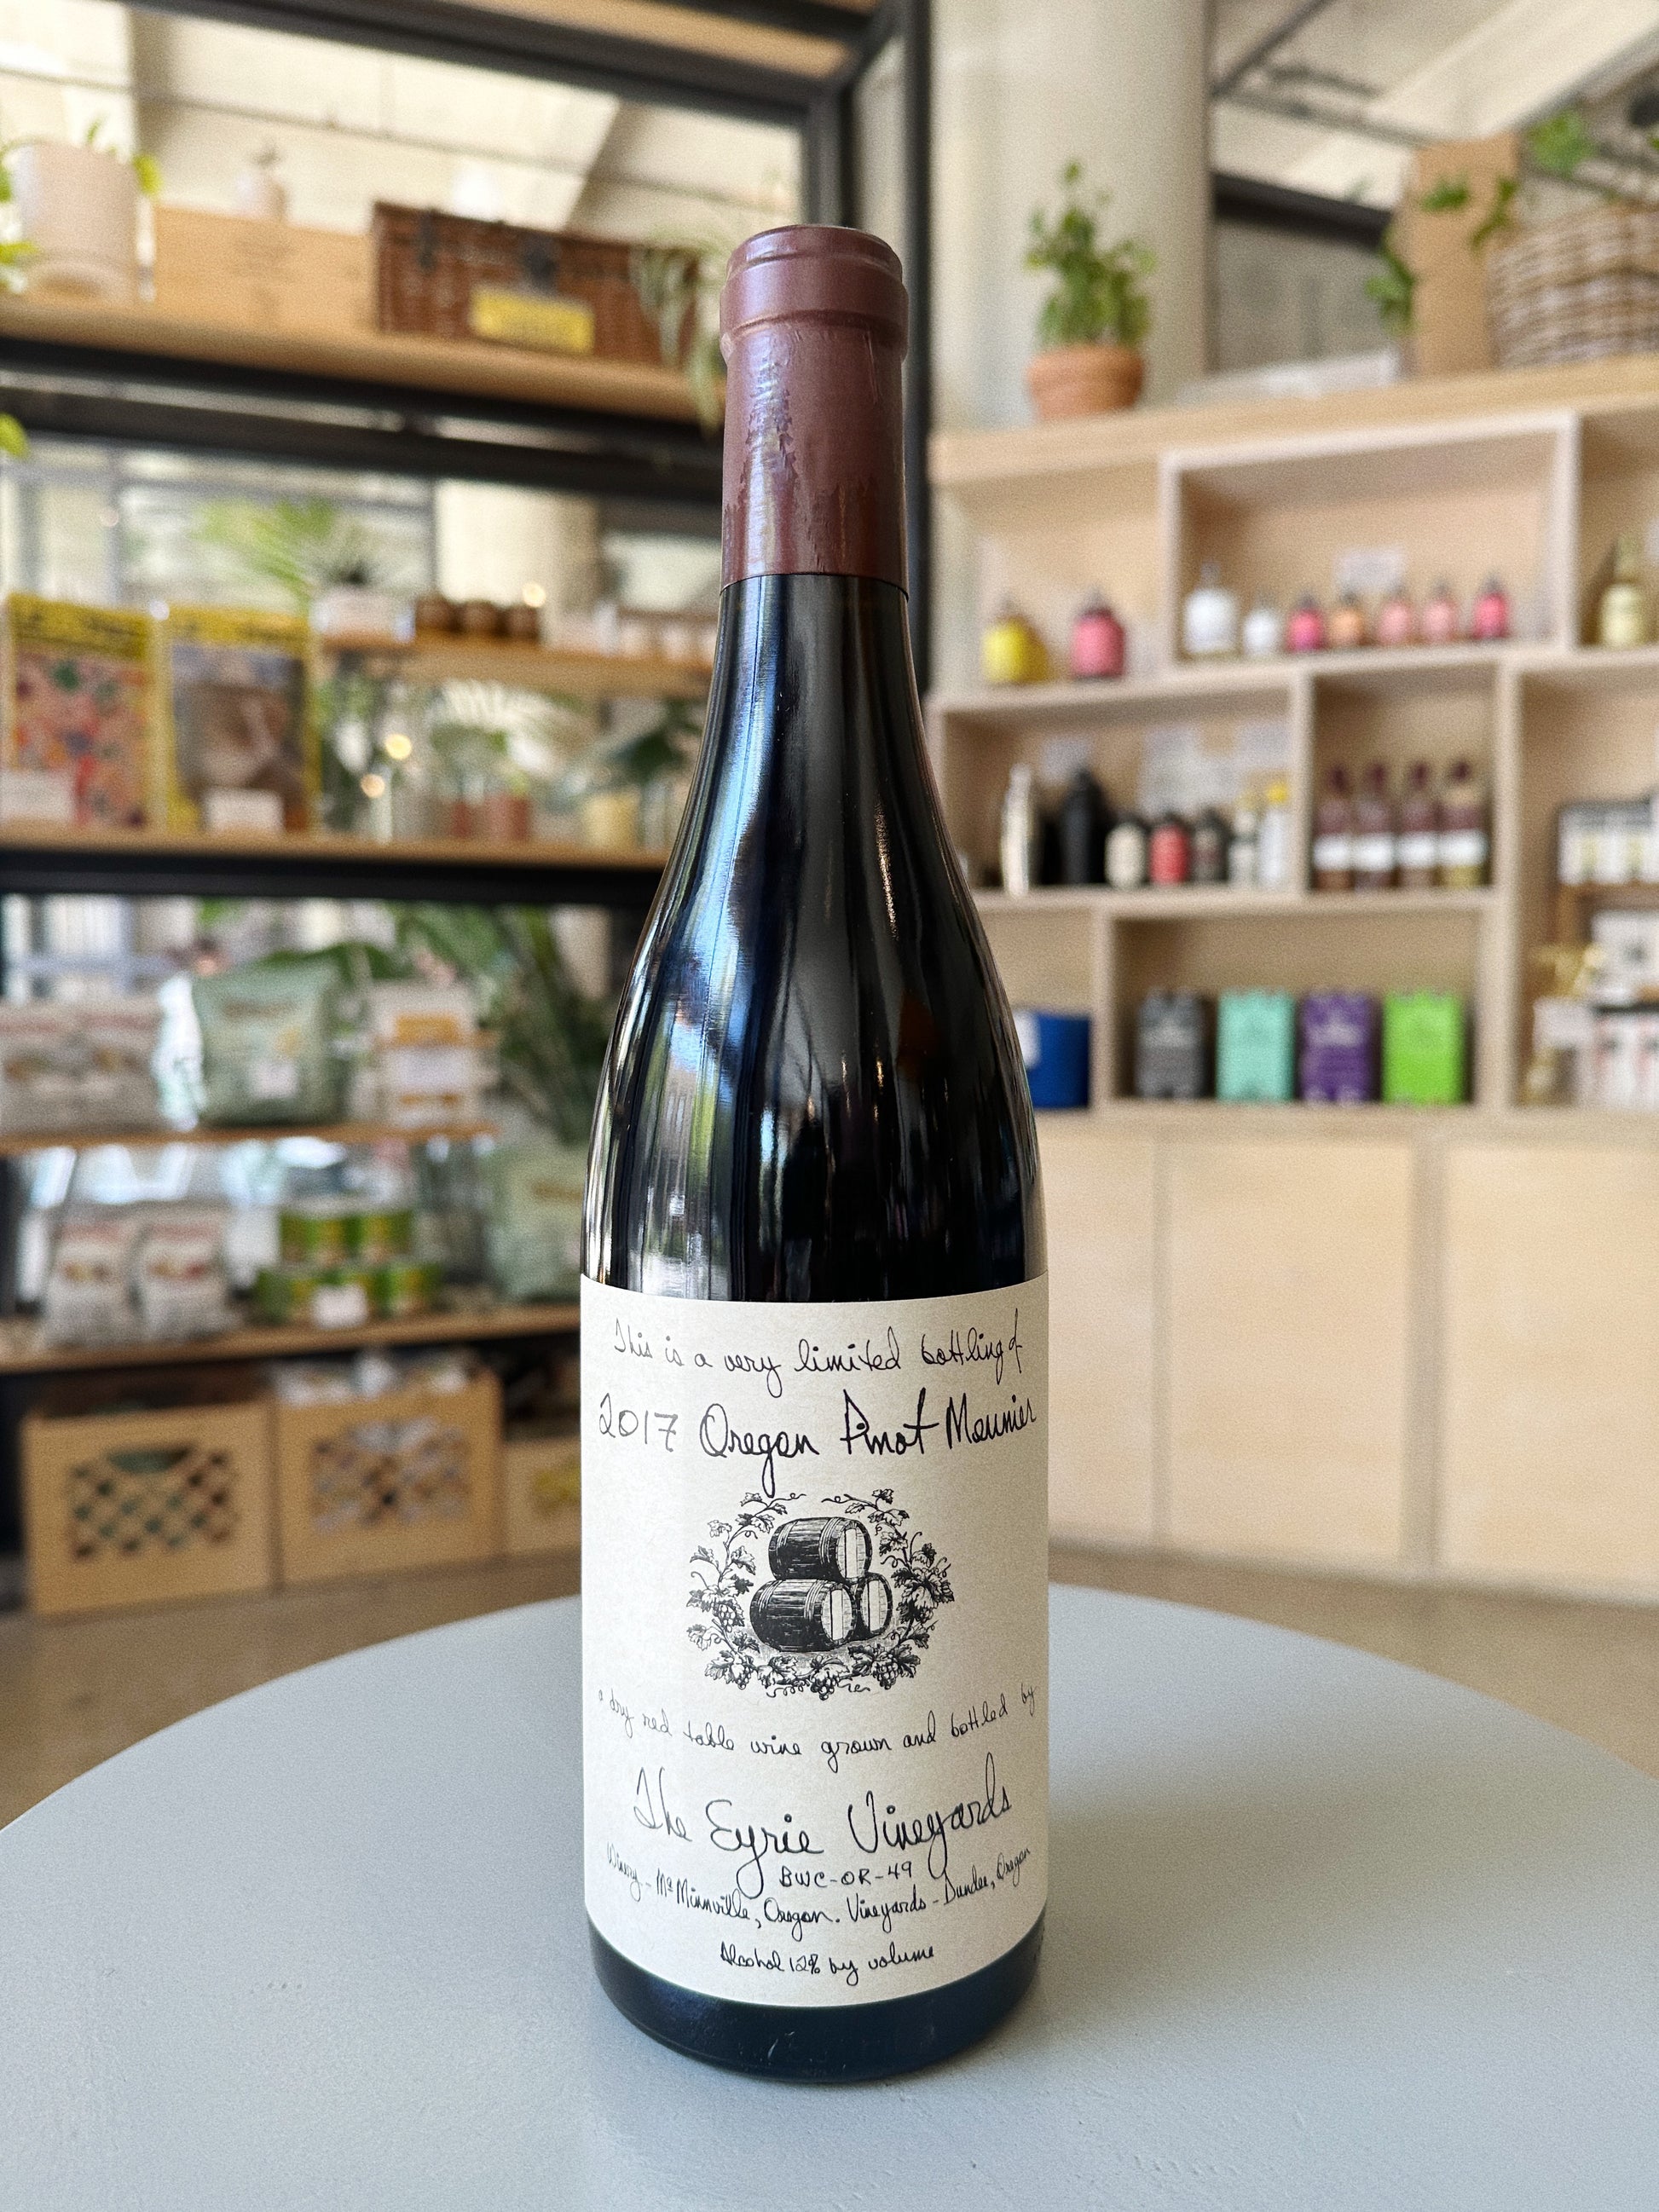 This is a very limited bottling of
2017 Oregon Pinot Meunier
a dry red table wine grown and bottled by
The Eyrie Vineyards
BWC-OR-49
Winery - McMinnville, Oregon. Vineyards - Dundee, Oregon
Alcohol 12% by volume